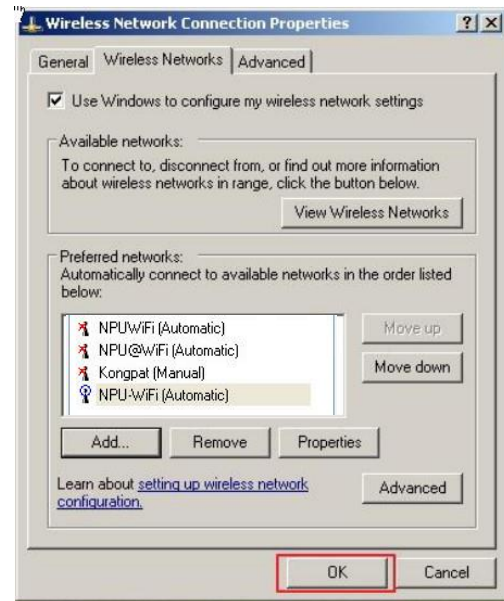 Wireless Network Connection Properties
General Wireless Networks Advanced
Use Windows to configure my wireless network settings
Available networks:
To connect to, disconnect from, or find out more information
about wireless networks in range, click the button below.
View Wireless Networks
Preferred networks:
Automatically connect to available networks in the order listed
below:
NPUWiFi (Automatic)
NPU@WiFi (Automatic)
Kongpat (Manual)
NPU-WiFi (Automatic)
Move up
Move down
Add... Remove Properties
Learn about setting up wireless network
configuration.
Advanced
OK Cancel